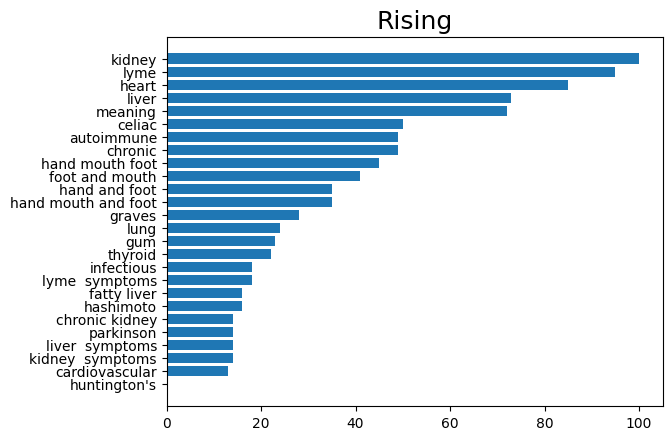 Rising
kidney
lyme
heart
liver
meaning
celiac
autoimmune
chronic
hand mouth foot
foot and mouth
hand and foot
hand mouth and foot
graves
lung
gum
thyroid
infectious
lyme  symptoms
fatty liver
hashimoto
chronic kidney
parkinson
liver  symptoms
kidney  symptoms
cardiovascular
huntington's
0 20 40 60 80 100